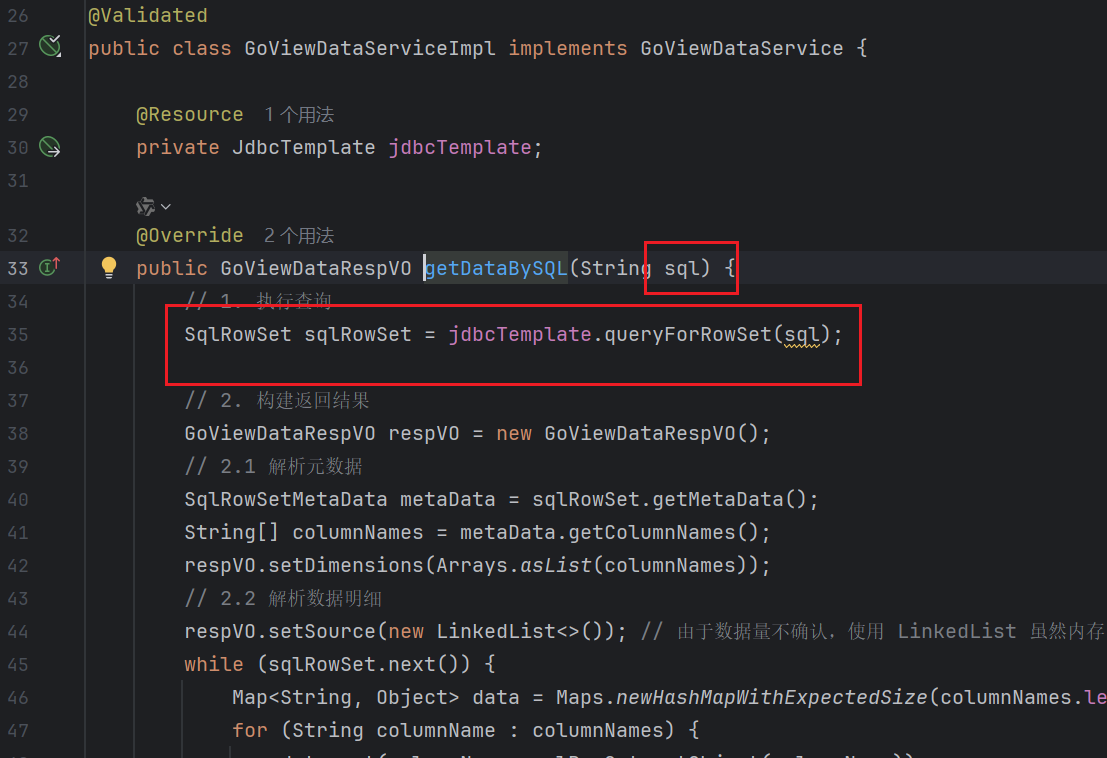 26 @Validated
27 public class GoViewDataServiceImpl implements GoViewDataService {
28
29 @Resource 1个用法
30 private JdbcTemplate jdbcTemplate;
31
32 @Override 2个用法
33 public GoViewDataRespVO getDataBySQL(String sql) {
34 // 1. 执行查询
35 SqlRowSet sqlRowSet = jdbcTemplate.queryForRowSet(sql);
36
37 // 2. 构建返回结果
38 GoViewDataRespVO respVO = new GoViewDataRespVO();
39 // 2.1 解析元数据
40 SqlRowSetMetaData metaData = sqlRowSet.getMetaData();
41 String[] columnNames = metaData.getColumnNames();
42 respVO.setDimensions(Arrays.asList(columnNames));
43 // 2.2 解析数据明细
44 respVO.setSource(new LinkedList<>()); // 由于数据量不确认，使用 LinkedList 虽然内存
45 while (sqlRowSet.next()) {
46 Map<String, Object> data = Maps.newHashMapWithExpectedSize(columnNames.le
47 for (String columnName : columnNames) {